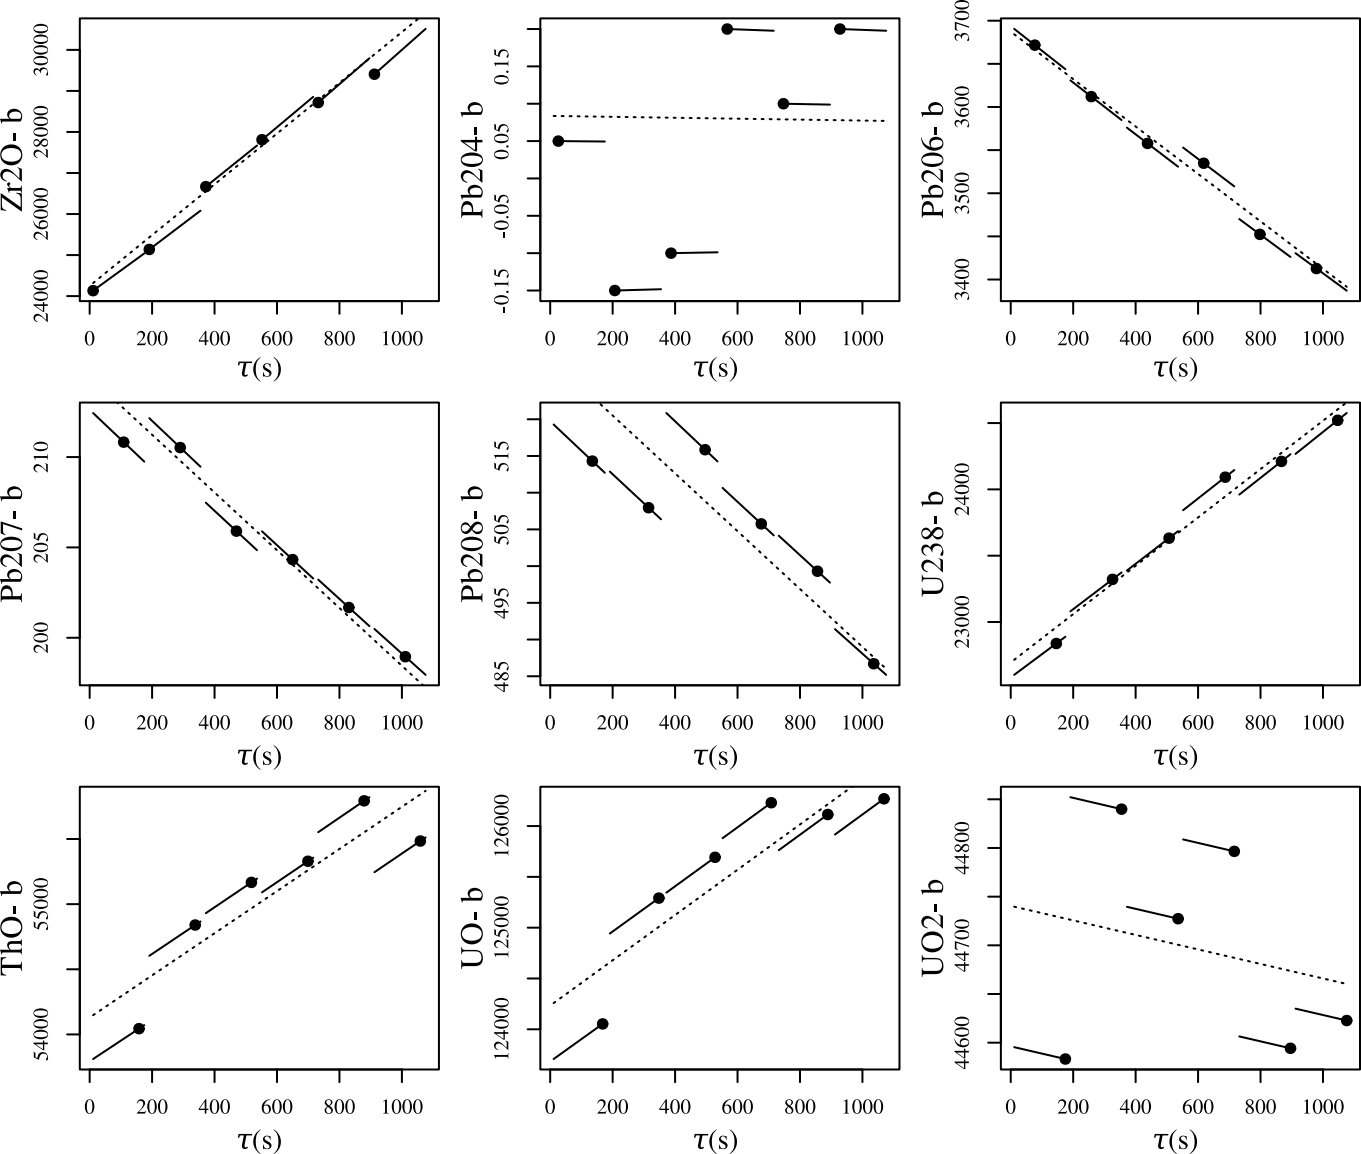 Zr2O- b
24000 26000 28000 30000
0 200 400 600 800 1000
τ(s)
Pb204- b
-0.15 -0.05 0.05 0.15
0 200 400 600 800 1000
τ(s)
Pb206- b
3400 3500 3600 3700
0 200 400 600 800 1000
τ(s)
Pb207- b
200 205 210
0 200 400 600 800 1000
τ(s)
Pb208- b
485 495 505 515
0 200 400 600 800 1000
τ(s)
U238- b
23000 24000
0 200 400 600 800 1000
τ(s)
ThO- b
54000 55000
0 200 400 600 800 1000
τ(s)
UO- b
124000 125000 126000
0 200 400 600 800 1000
τ(s)
UO2- b
44600 44700 44800
0 200 400 600 800 1000
τ(s)